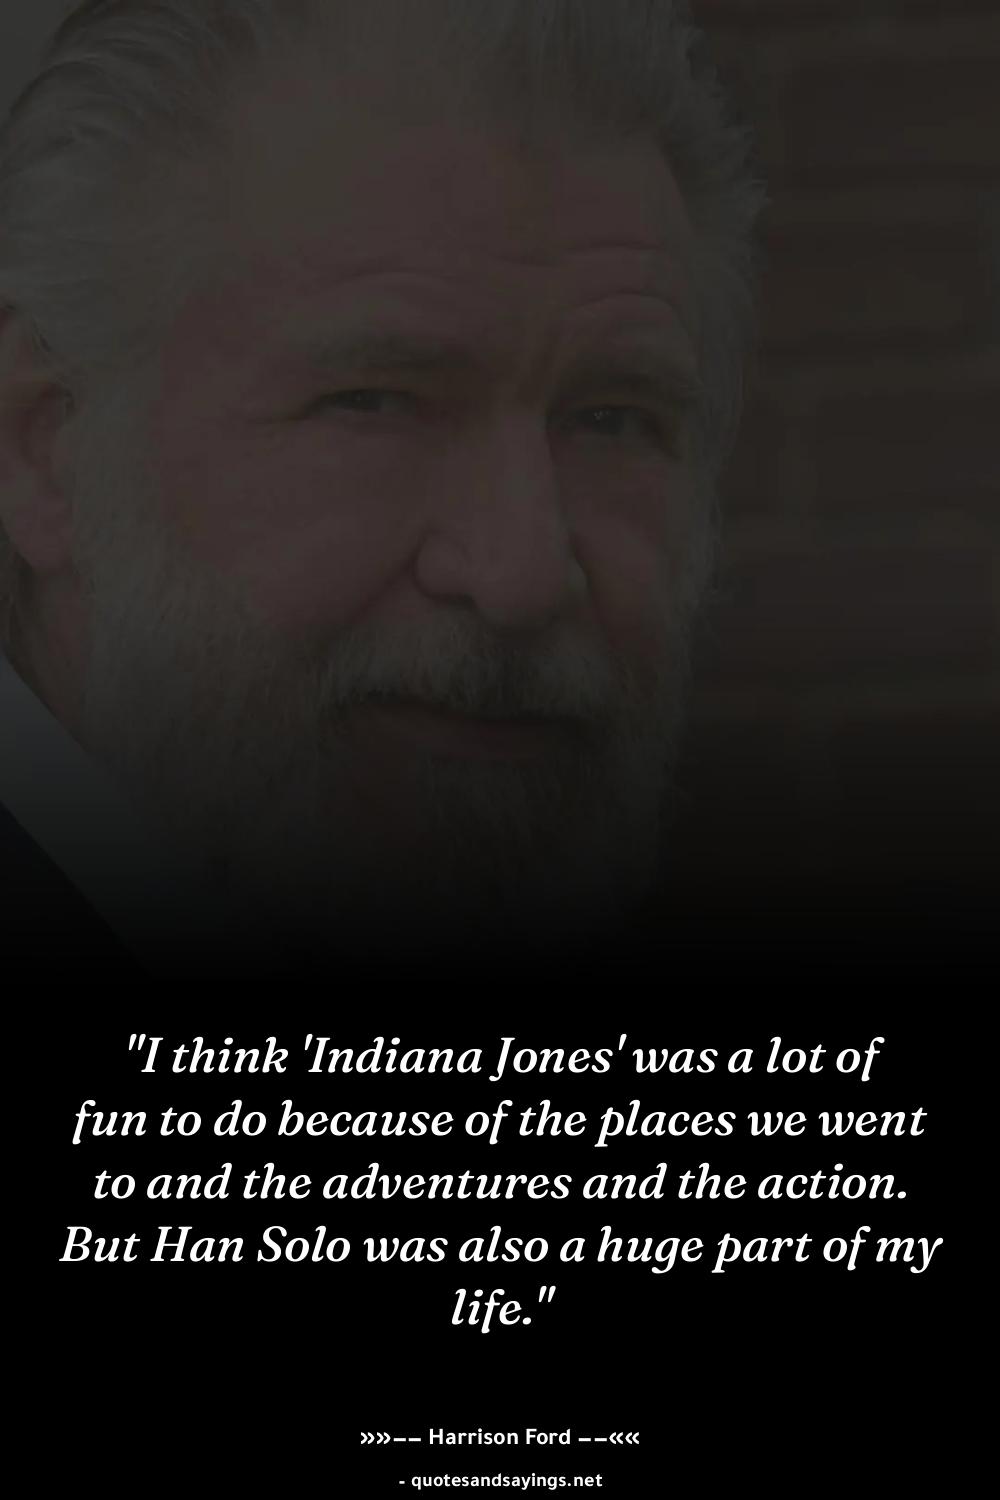 "I think 'Indiana Jones' was a lot of
fun to do because of the places we went
to and the adventures and the action.
But Han Solo was also a huge part of my
life."
»»–– Harrison Ford ––««
- quotesandsayings.net